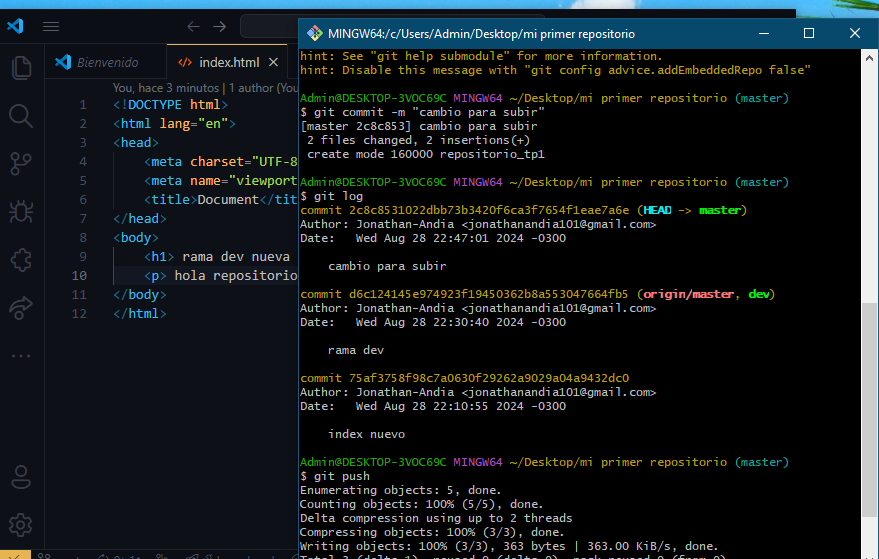 Bienvenido
index.html
You, hace 3 minutos | 1 author (You
1 <!DOCTYPE html>
2 <html lang="en">
3 <head>
4 <meta charset="UTF-8
5 <meta name="viewport
6 <title>Document</tit
7 </head>
8 <body>
9 <h1> rama dev nueva
10 <p> hola repositorio
11 </body>
12 </html>
MINGW64:/c/Users/Admin/Desktop/mi primer repositorio
hint: See "git help submodule" for more information.
hint: Disable this message with "git config advice.addEmbeddedRepo false"
Admin@DESKTOP-3VOC69C MINGW64 ~/Desktop/mi primer repositorio (master)
$ git commit -m "cambio para subir"
[master 2c8c853] cambio para subir
2 files changed, 2 insertions(+)
create mode 160000 repositorio_tp1
Admin@DESKTOP-3VOC69C MINGW64 ~/Desktop/mi primer repositorio (master)
$ git log
commit 2c8c8531022dbb73b3420f6ca3f7654f1eae7a6e (HEAD -> master)
Author: Jonathan-Andia <jonathanandia101@gmail.com>
Date:   Wed Aug 28 22:47:01 2024 -0300
cambio para subir
commit d6c124145e974923f19450362b8a553047664fb5 (origin/master, dev)
Author: Jonathan-Andia <jonathanandia101@gmail.com>
Date:   Wed Aug 28 22:30:40 2024 -0300
rama dev
commit 75af3758f98c7a0630f29262a9029a04a9432dc0
Author: Jonathan-Andia <jonathanandia101@gmail.com>
Date:   Wed Aug 28 22:10:55 2024 -0300
index nuevo
Admin@DESKTOP-3VOC69C MINGW64 ~/Desktop/mi primer repositorio (master)
$ git push
Enumerating objects: 5, done.
Counting objects: 100% (5/5), done.
Delta compression using up to 2 threads
Compressing objects: 100% (3/3), done.
Writing objects: 100% (3/3), 363 bytes | 363.00 KiB/s, done.